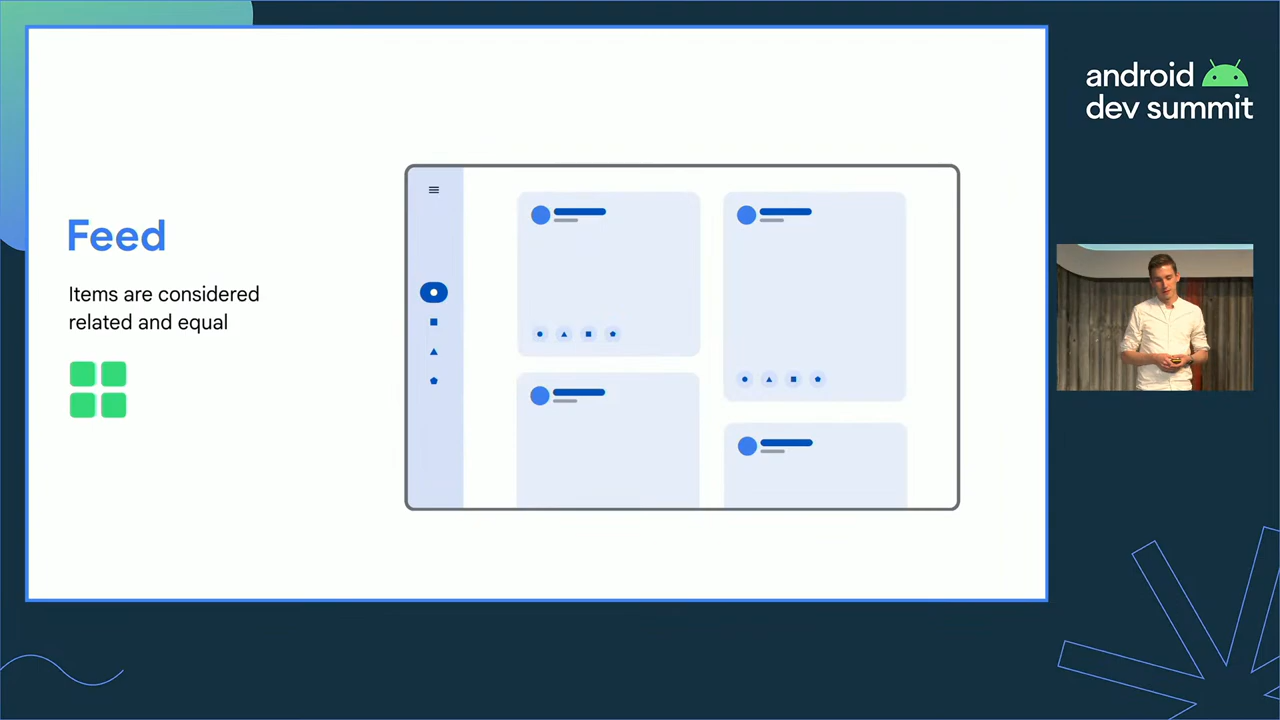 Feed
Items are considered
related and equal
android
dev summit